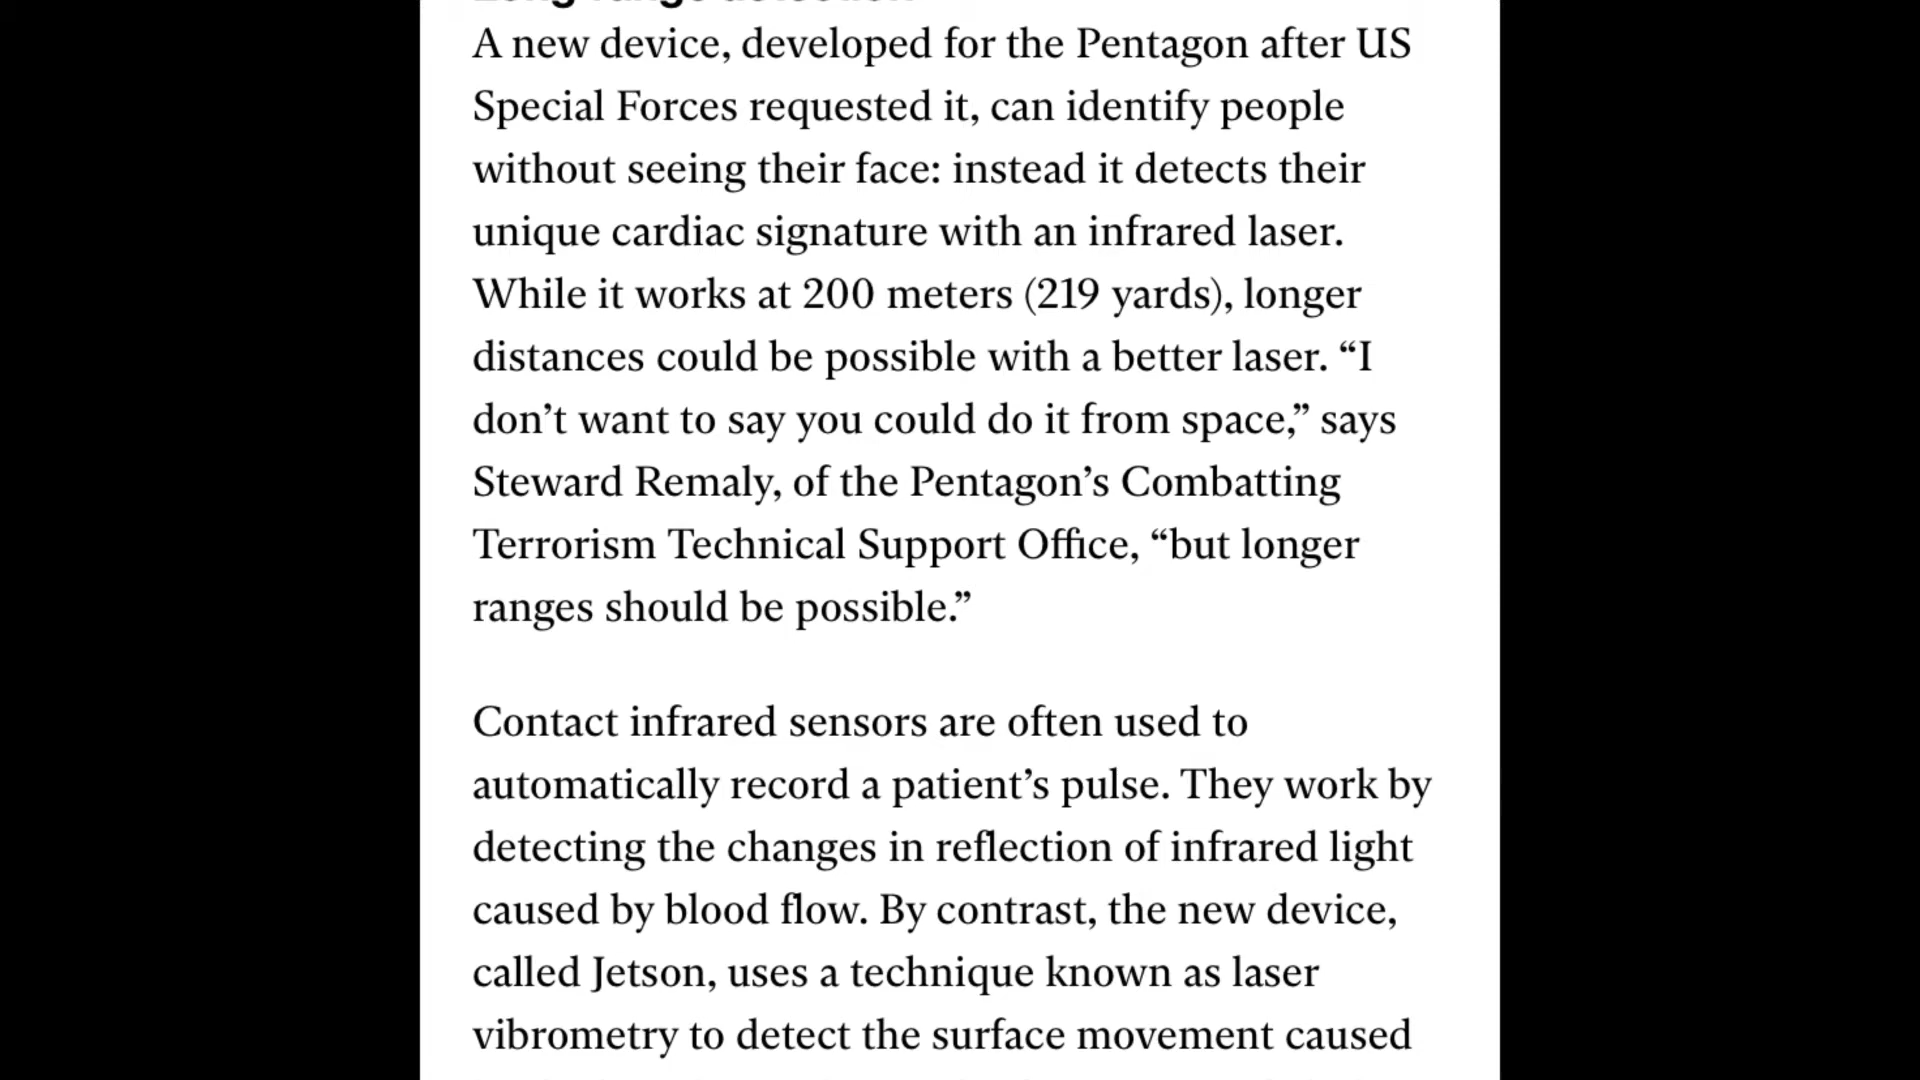 Long-range detection
A new device, developed for the Pentagon after US
Special Forces requested it, can identify people
without seeing their face: instead it detects their
unique cardiac signature with an infrared laser.
While it works at 200 meters (219 yards), longer
distances could be possible with a better laser. “I
don’t want to say you could do it from space,” says
Steward Remaly, of the Pentagon’s Combatting
Terrorism Technical Support Office, “but longer
ranges should be possible.”
Contact infrared sensors are often used to
automatically record a patient’s pulse. They work by
detecting the changes in reflection of infrared light
caused by blood flow. By contrast, the new device,
called Jetson, uses a technique known as laser
vibrometry to detect the surface movement caused